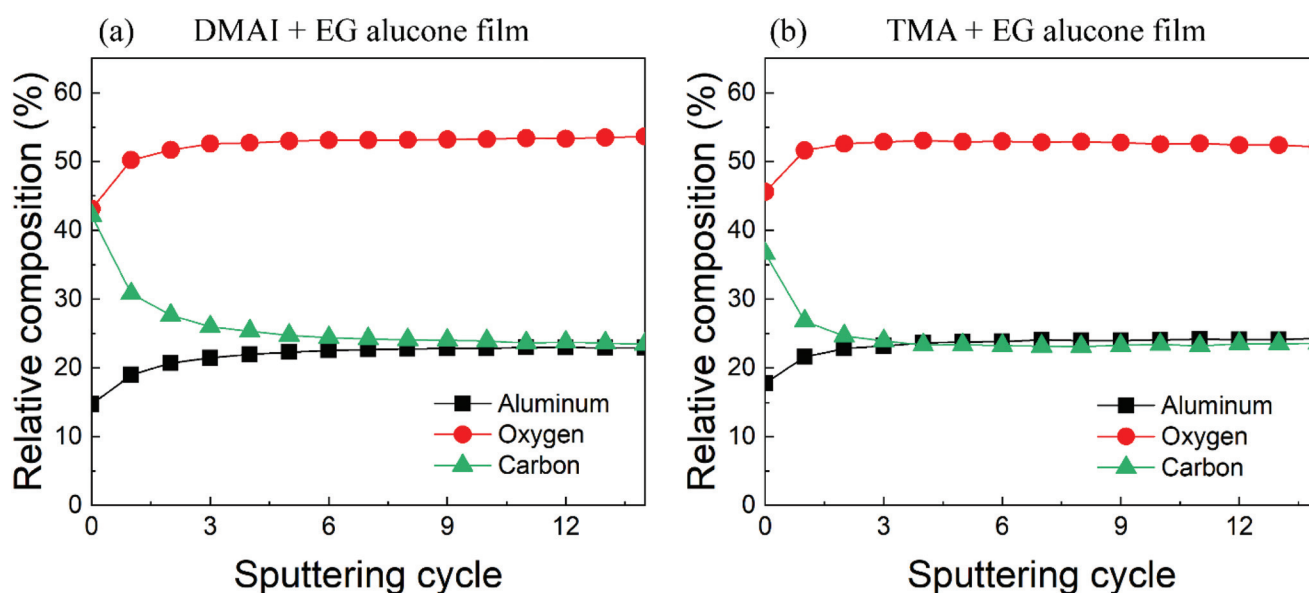 (a) DMAI + EG alucone film
Relative composition (%)
60
50
40
30
20
10
0
Aluminum
Oxygen
Carbon
0 3 6 9 12
Sputtering cycle
(b) TMA + EG alucone film
Relative composition (%)
60
50
40
30
20
10
0
Aluminum
Oxygen
Carbon
0 3 6 9 12
Sputtering cycle